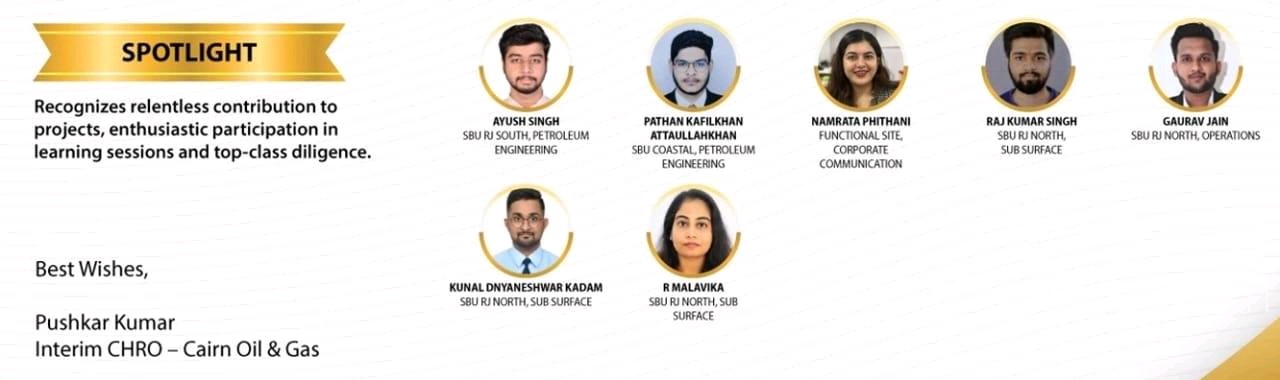 SPOTLIGHT
Recognizes relentless contribution to
projects, enthusiastic participation in
learning sessions and top-class diligence.
AYUSH SINGH
SBU RJ SOUTH, PETROLEUM
ENGINEERING
PATHAN KAFILKHAN
ATTAULLAHKHAN
SBU COASTAL, PETROLEUM
ENGINEERING
NAMRATA PHITHANI
FUNCTIONAL SITE,
CORPORATE
COMMUNICATION
RAJ KUMAR SINGH
SBU RJ NORTH,
SUB SURFACE
GAURAV JAIN
SBU RJ NORTH, OPERATIONS
KUNAL DNYANESHWAR KADAM
SBU RJ NORTH, SUB SURFACE
R MALAVIKA
SBU RJ NORTH, SUB
SURFACE
Best Wishes,
Pushkar Kumar
Interim CHRO – Cairn Oil & Gas